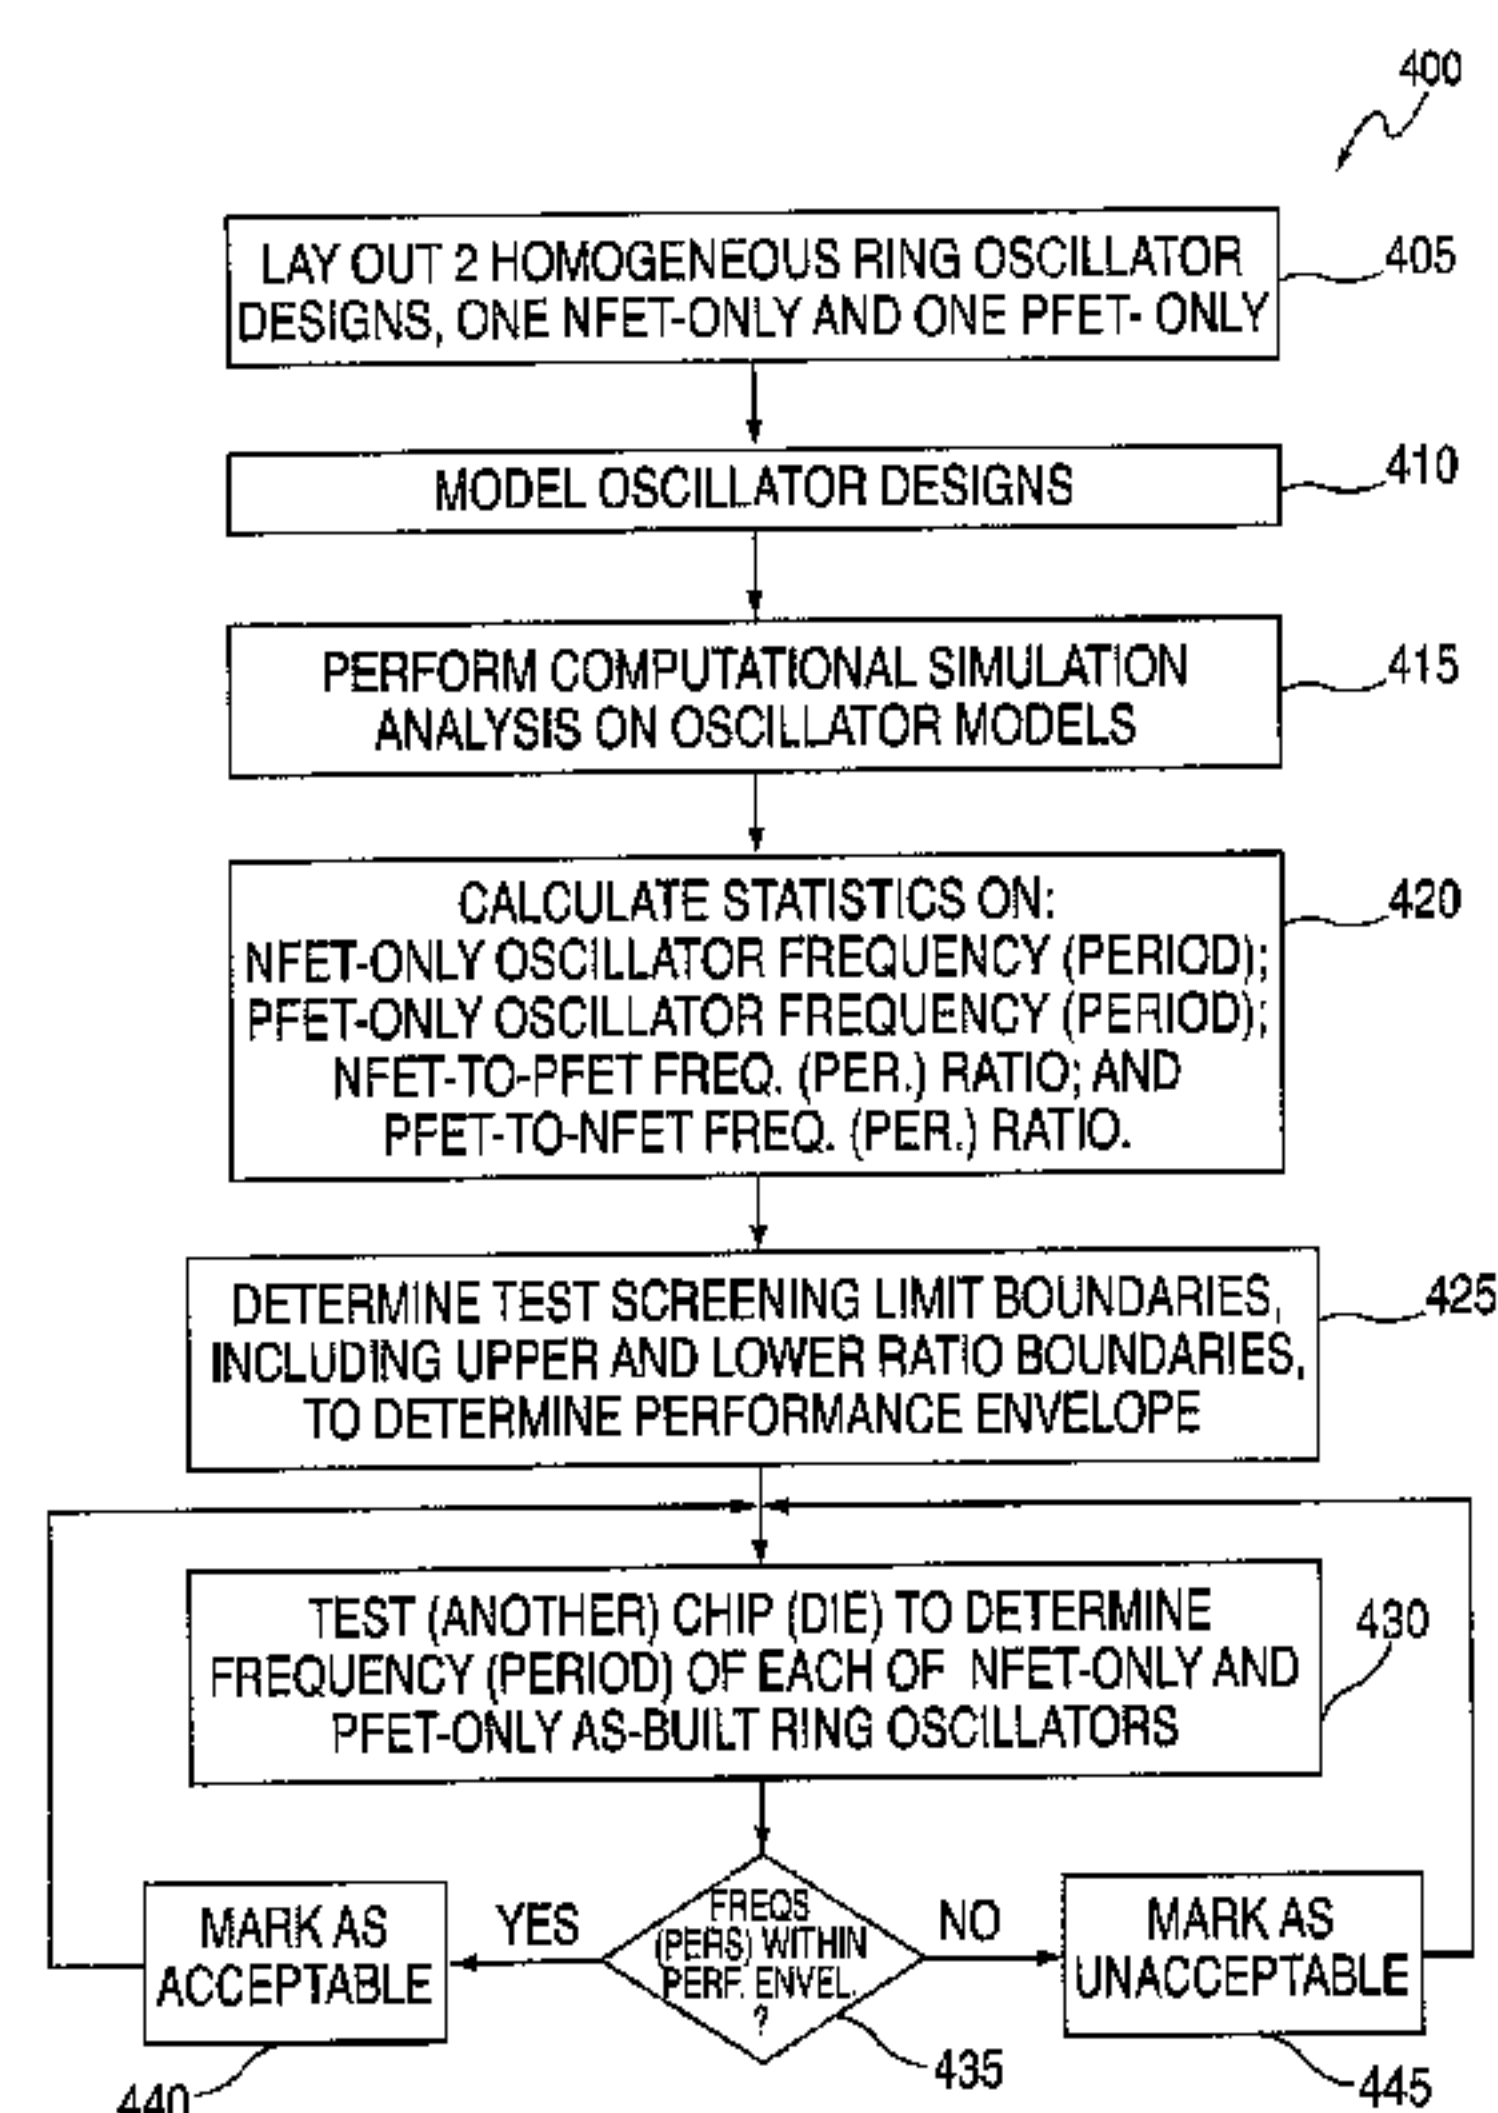 400
LAY OUT 2 HOMOGENEOUS RING OSCILLATOR
DESIGNS, ONE NFET-ONLY AND ONE PFET- ONLY
405
MODEL OSCILLATOR DESIGNS
410
PERFORM COMPUTATIONAL SIMULATION
ANALYSIS ON OSCILLATOR MODELS
415
CALCULATE STATISTICS ON:
NFET-ONLY OSCILLATOR FREQUENCY (PERIOD);
PFET-ONLY OSCILLATOR FREQUENCY (PERIOD);
NFET-TO-PFET FREQ. (PER.) RATIO; AND
PFET-TO-NFET FREQ. (PER.) RATIO.
420
DETERMINE TEST SCREENING LIMIT BOUNDARIES,
INCLUDING UPPER AND LOWER RATIO BOUNDARIES,
TO DETERMINE PERFORMANCE ENVELOPE
425
TEST (ANOTHER) CHIP (DIE) TO DETERMINE
FREQUENCY (PERIOD) OF EACH OF NFET-ONLY AND
PFET-ONLY AS-BUILT RING OSCILLATORS
430
FREQS
(PERS) WITHIN
PERF. ENVEL.
?
435
YES
NO
MARK AS
ACCEPTABLE
440
MARK AS
UNACCEPTABLE
445